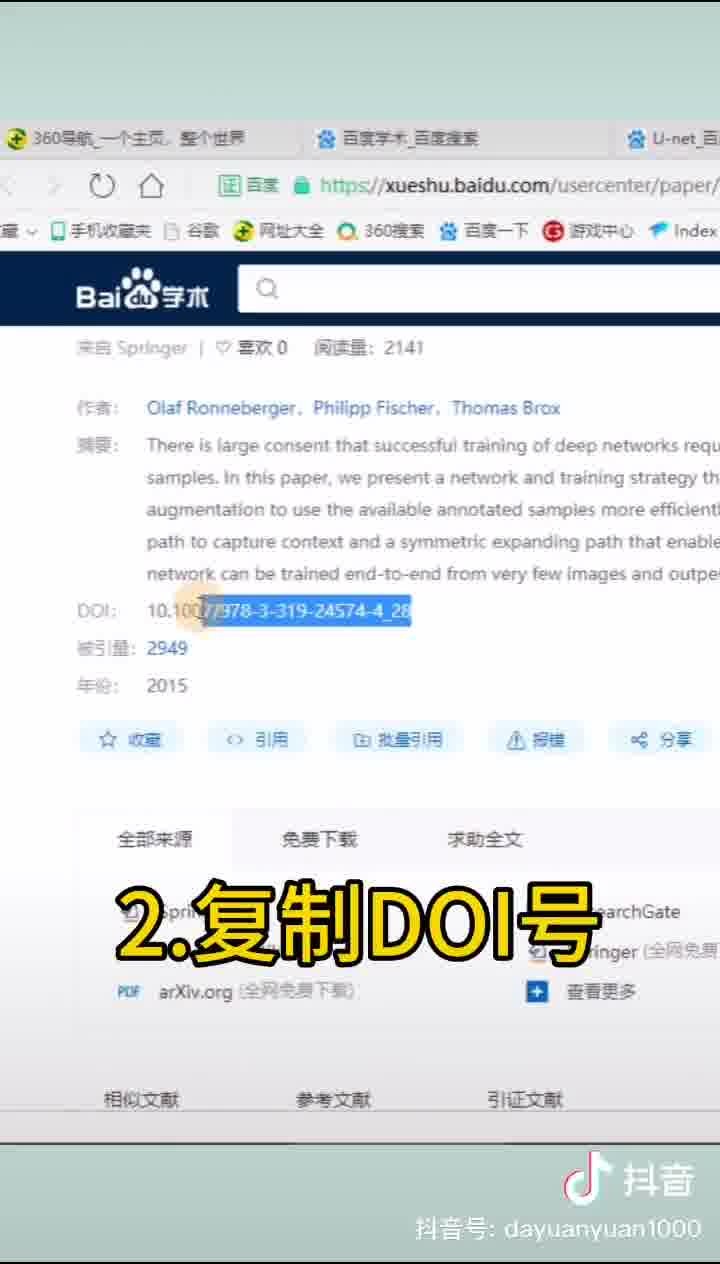 360导航_一个主页，整个世界
百度学术_百度搜索
U-net_百
证 百度 https://xueshu.baidu.com/usercenter/paper/
藏 手机收藏夹 谷歌 网址大全 360搜索 百度一下 游戏中心 Index
Bai du 学术
来自 Springer | 喜欢 0 阅读量: 2141
作者: Olaf Ronneberger, Philipp Fischer, Thomas Brox
摘要: There is large consent that successful training of deep networks requ
samples. In this paper, we present a network and training strategy th
augmentation to use the available annotated samples more efficient
path to capture context and a symmetric expanding path that enable
network can be trained end-to-end from very few images and outpe
DOI: 10.1007/978-3-319-24574-4_28
被引量: 2949
年份: 2015
收藏 引用 批量引用 报错 分享
全部来源 免费下载 求助全文
Sprin
earchGate
2.复制DOI号
ringer (全网免费
PDF arXiv.org (全网免费下载)
查看更多
相似文献 参考文献 引证文献
抖音
抖音号: dayuanyuan1000